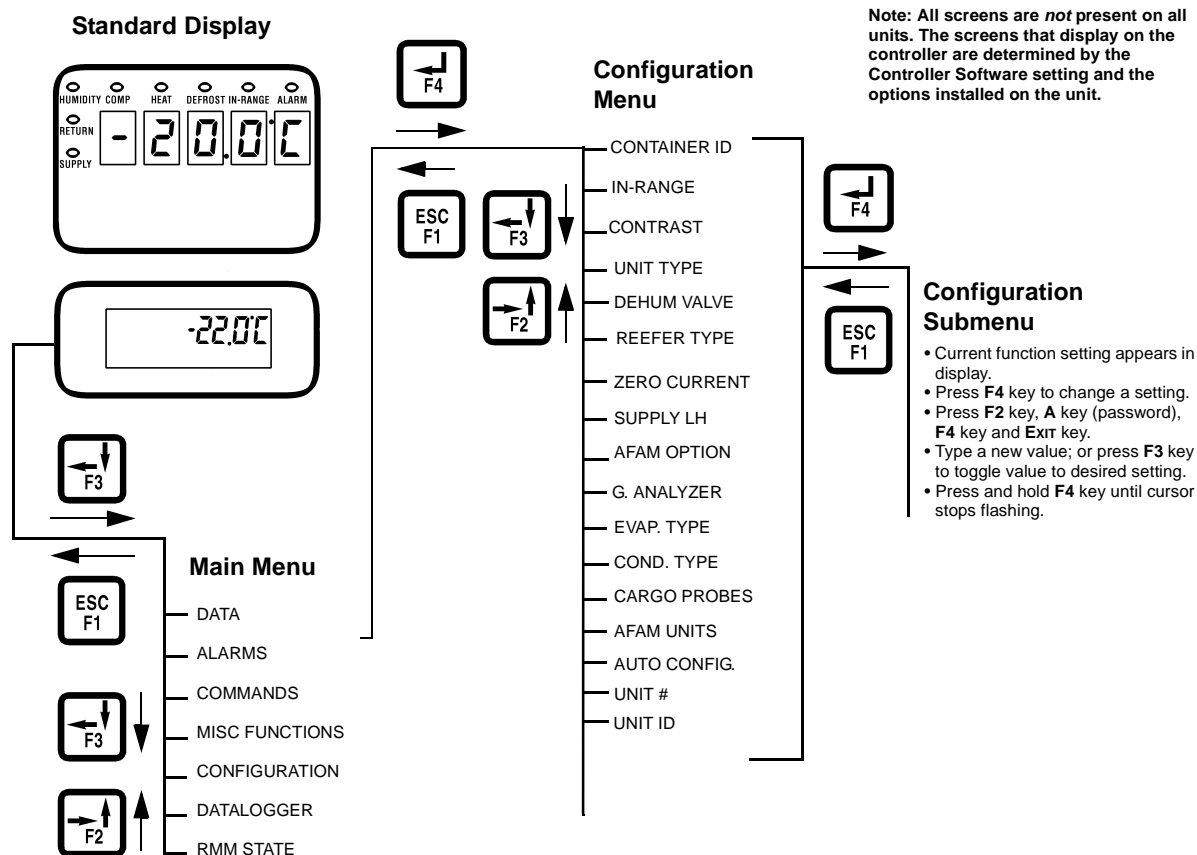 Standard Display
HUMIDITY COMP HEAT DEFROST IN-RANGE ALARM
RETURN
SUPPLY
- 20.0°C
-22.0°C
F3
ESC
F1
Main Menu
DATA
ALARMS
COMMANDS
MISC FUNCTIONS
CONFIGURATION
DATALOGGER
RMM STATE
F3
F2
F4
ESC
F1
F3
F2
Configuration
Menu
CONTAINER ID
IN-RANGE
CONTRAST
UNIT TYPE
DEHUM VALVE
REEFER TYPE
ZERO CURRENT
SUPPLY LH
AFAM OPTION
G. ANALYZER
EVAP. TYPE
COND. TYPE
CARGO PROBES
AFAM UNITS
AUTO CONFIG.
UNIT #
UNIT ID
Note: All screens are not present on all
units. The screens that display on the
controller are determined by the
Controller Software setting and the
options installed on the unit.
F4
ESC
F1
Configuration
Submenu
• Current function setting appears in
display.
• Press F4 key to change a setting.
• Press F2 key, A key (password),
F4 key and EXIT key.
• Type a new value; or press F3 key
to toggle value to desired setting.
• Press and hold F4 key until cursor
stops flashing.